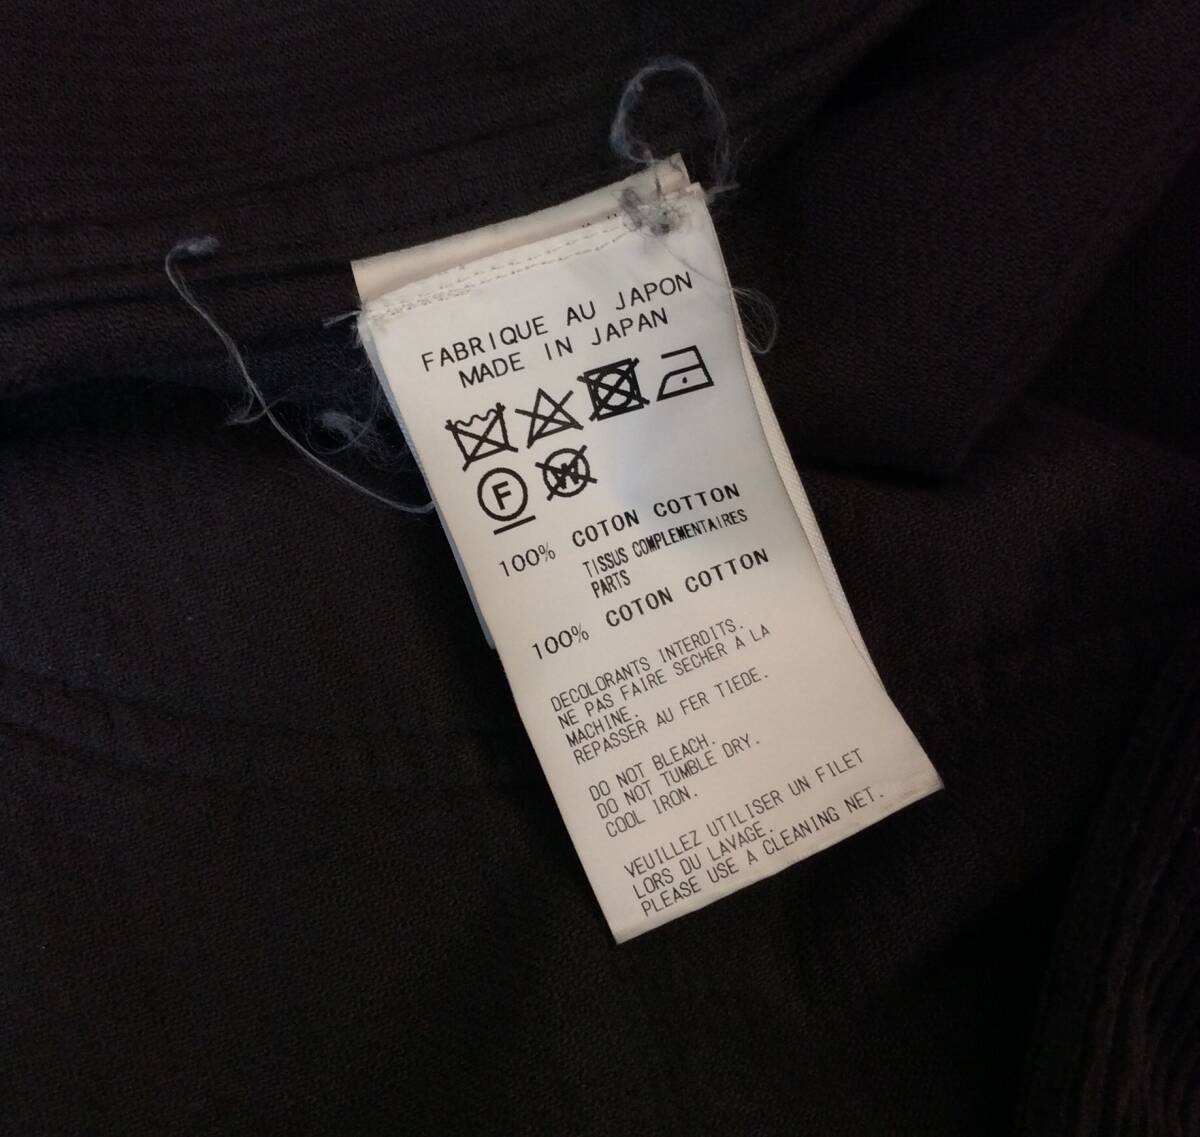 FABRIQUE AU JAPON
MADE IN JAPAN
F
W
100% COTON COTTON
TISSUS COMPLEMENTAIRES
PARTS
100% COTON COTTON
DECOLORANTS INTERDITS.
NE PAS FAIRE SECHER A LA
MACHINE.
REPASSER AU FER TIEDE.
DO NOT BLEACH.
DO NOT TUMBLE DRY.
COOL IRON.
VEUILLEZ UTILISER UN FILET
LORS DU LAVAGE.
PLEASE USE A CLEANING NET.